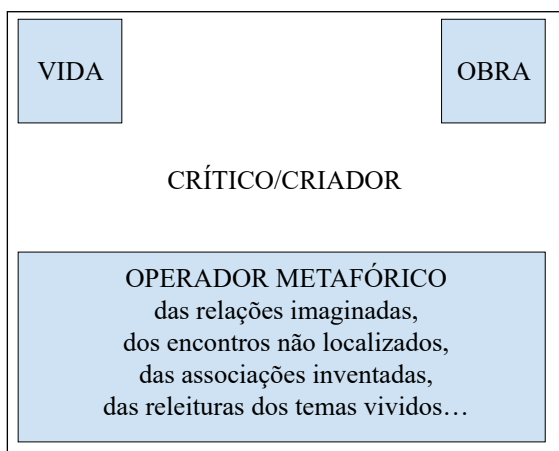 VIDA
OBRA
CRÍTICO/CRIADOR
OPERADOR METAFÓRICO
das relações imaginadas,
dos encontros não localizados,
das associações inventadas,
das releituras dos temas vividos…